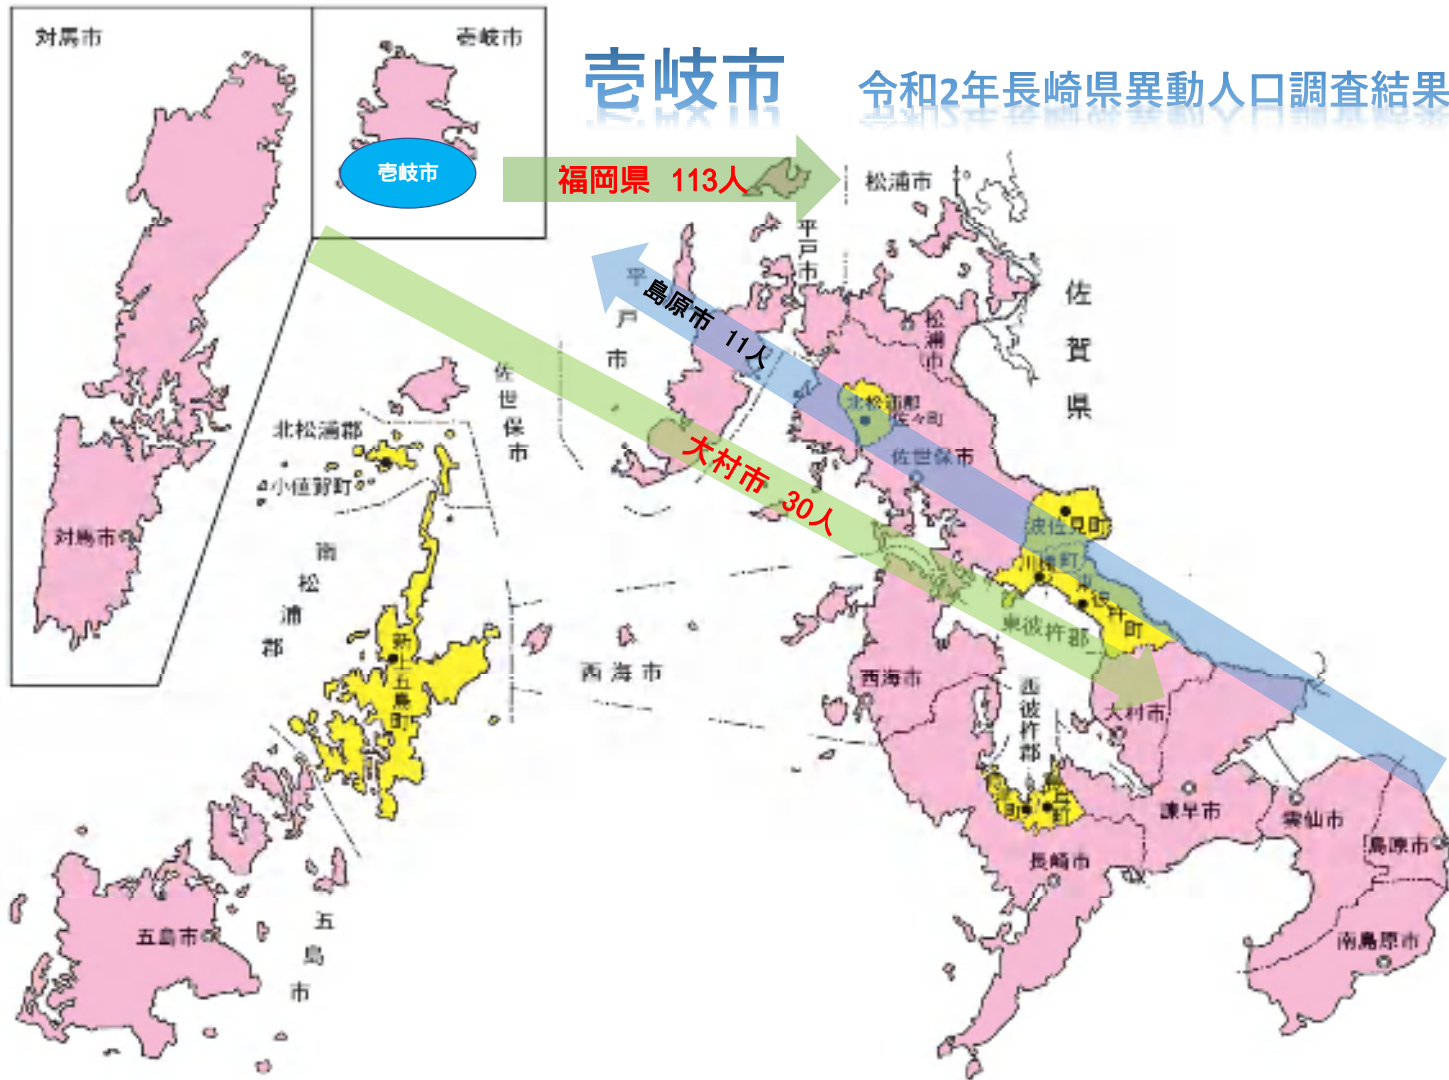 対馬市
壱岐市
壱岐市
令和2年長崎県異動人口調査結果
壱岐市
福岡県 113人
松浦市
平戸市
平戸市
島原市 11人
松浦市
佐賀県
佐世保市
北松浦郡
佐々町
北松浦郡
小値賀町
大村市 30人
佐世保市
対馬市
波佐見町
川棚町
東彼杵町
東彼杵郡
南松浦郡
新上五島町
西海市
西海市
西彼杵郡
大村市
諫早市
雲仙市
島原市
長崎市
南島原市
五島市
五島市